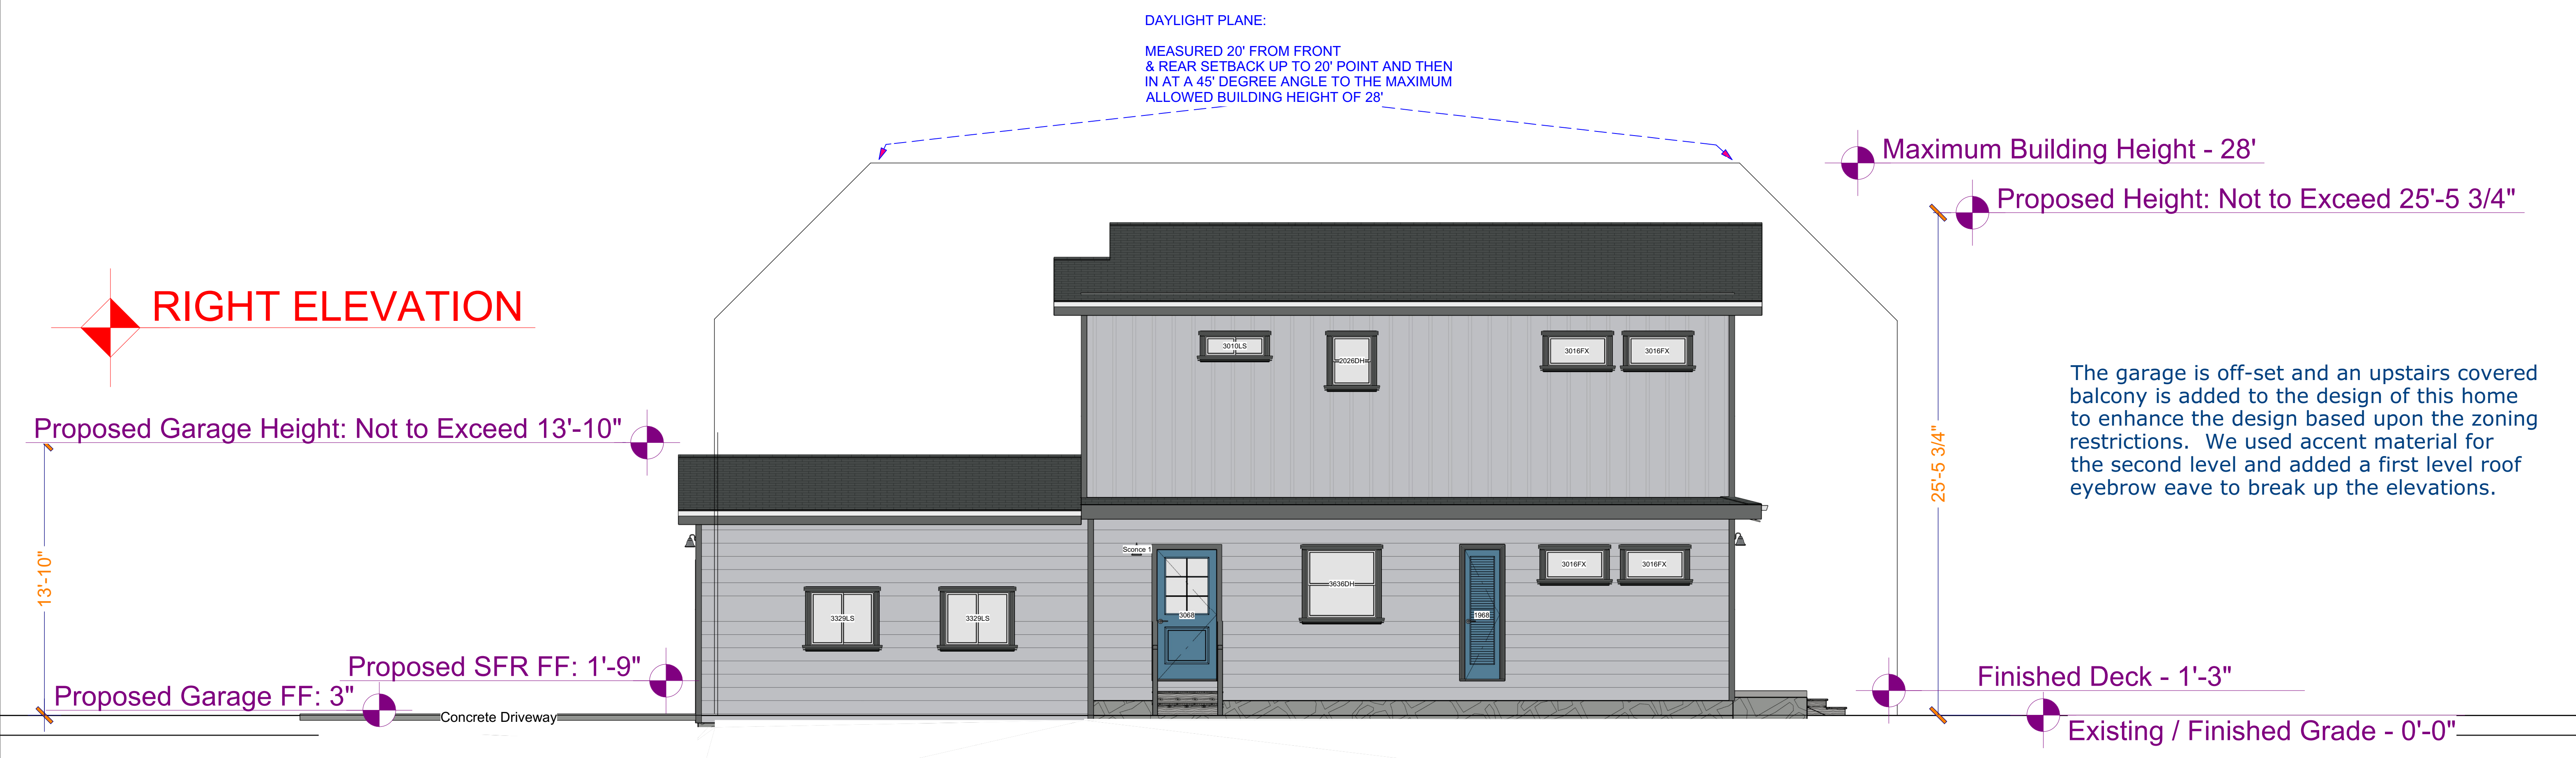 DAYLIGHT PLANE:
MEASURED 20' FROM FRONT
& REAR SETBACK UP TO 20' POINT AND THEN
IN AT A 45' DEGREE ANGLE TO THE MAXIMUM
ALLOWED BUILDING HEIGHT OF 28'
Maximum Building Height - 28'
Proposed Height: Not to Exceed 25'-5 3/4"
RIGHT ELEVATION
3010LS
2026DH
3016FX
3016FX
The garage is off-set and an upstairs covered
balcony is added to the design of this home
to enhance the design based upon the zoning
restrictions. We used accent material for
the second level and added a first level roof
eyebrow eave to break up the elevations.
Proposed Garage Height: Not to Exceed 13'-10"
25'-5 3/4"
13'-10"
Sconce 1
3636DH
3016FX
3016FX
3329LS
3329LS
3068
1968
Proposed SFR FF: 1'-9"
Finished Deck - 1'-3"
Proposed Garage FF: 3"
Concrete Driveway
Existing / Finished Grade - 0'-0"